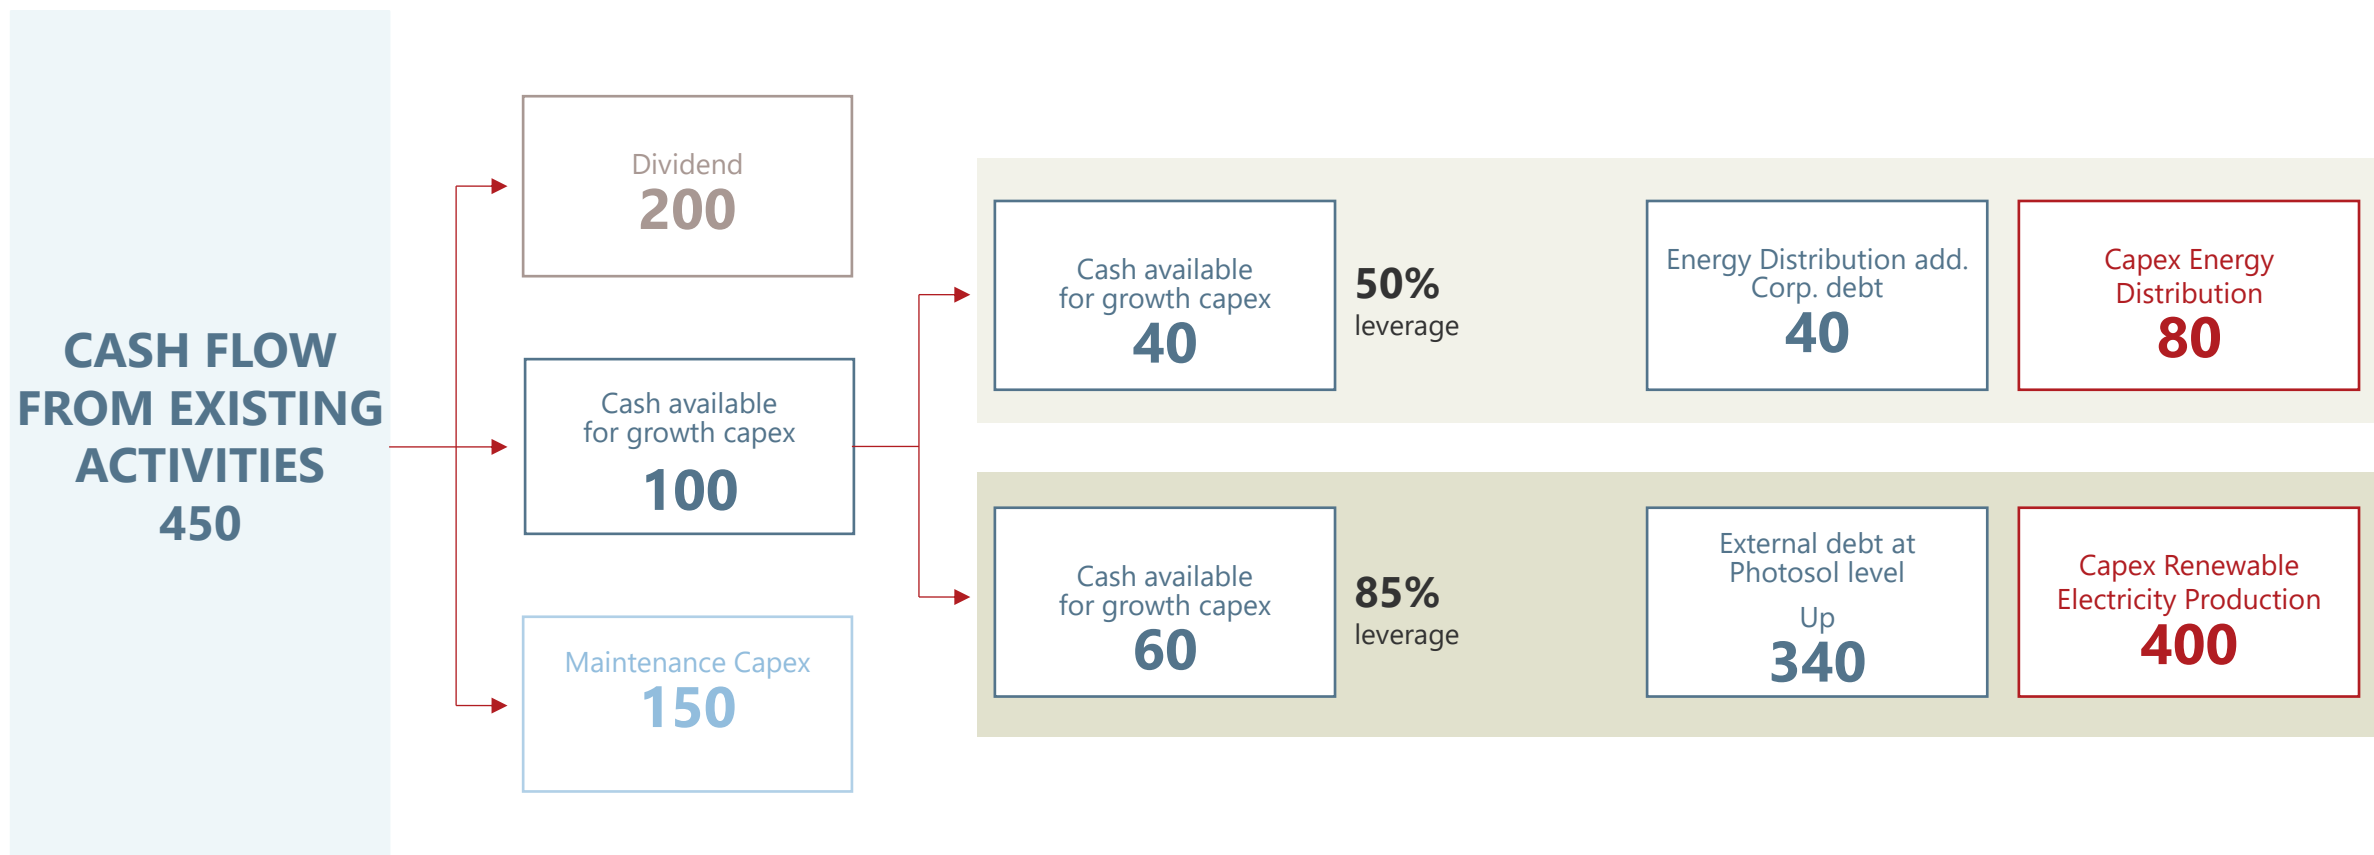 CASH FLOW
FROM EXISTING
ACTIVITIES
450
Dividend
200
Cash available
for growth capex
100
Maintenance Capex
150
Cash available
for growth capex
40
50%
leverage
Energy Distribution add.
Corp. debt
40
Capex Energy
Distribution
80
Cash available
for growth capex
60
85%
leverage
External debt at
Photosol level
Up
340
Capex Renewable
Electricity Production
400